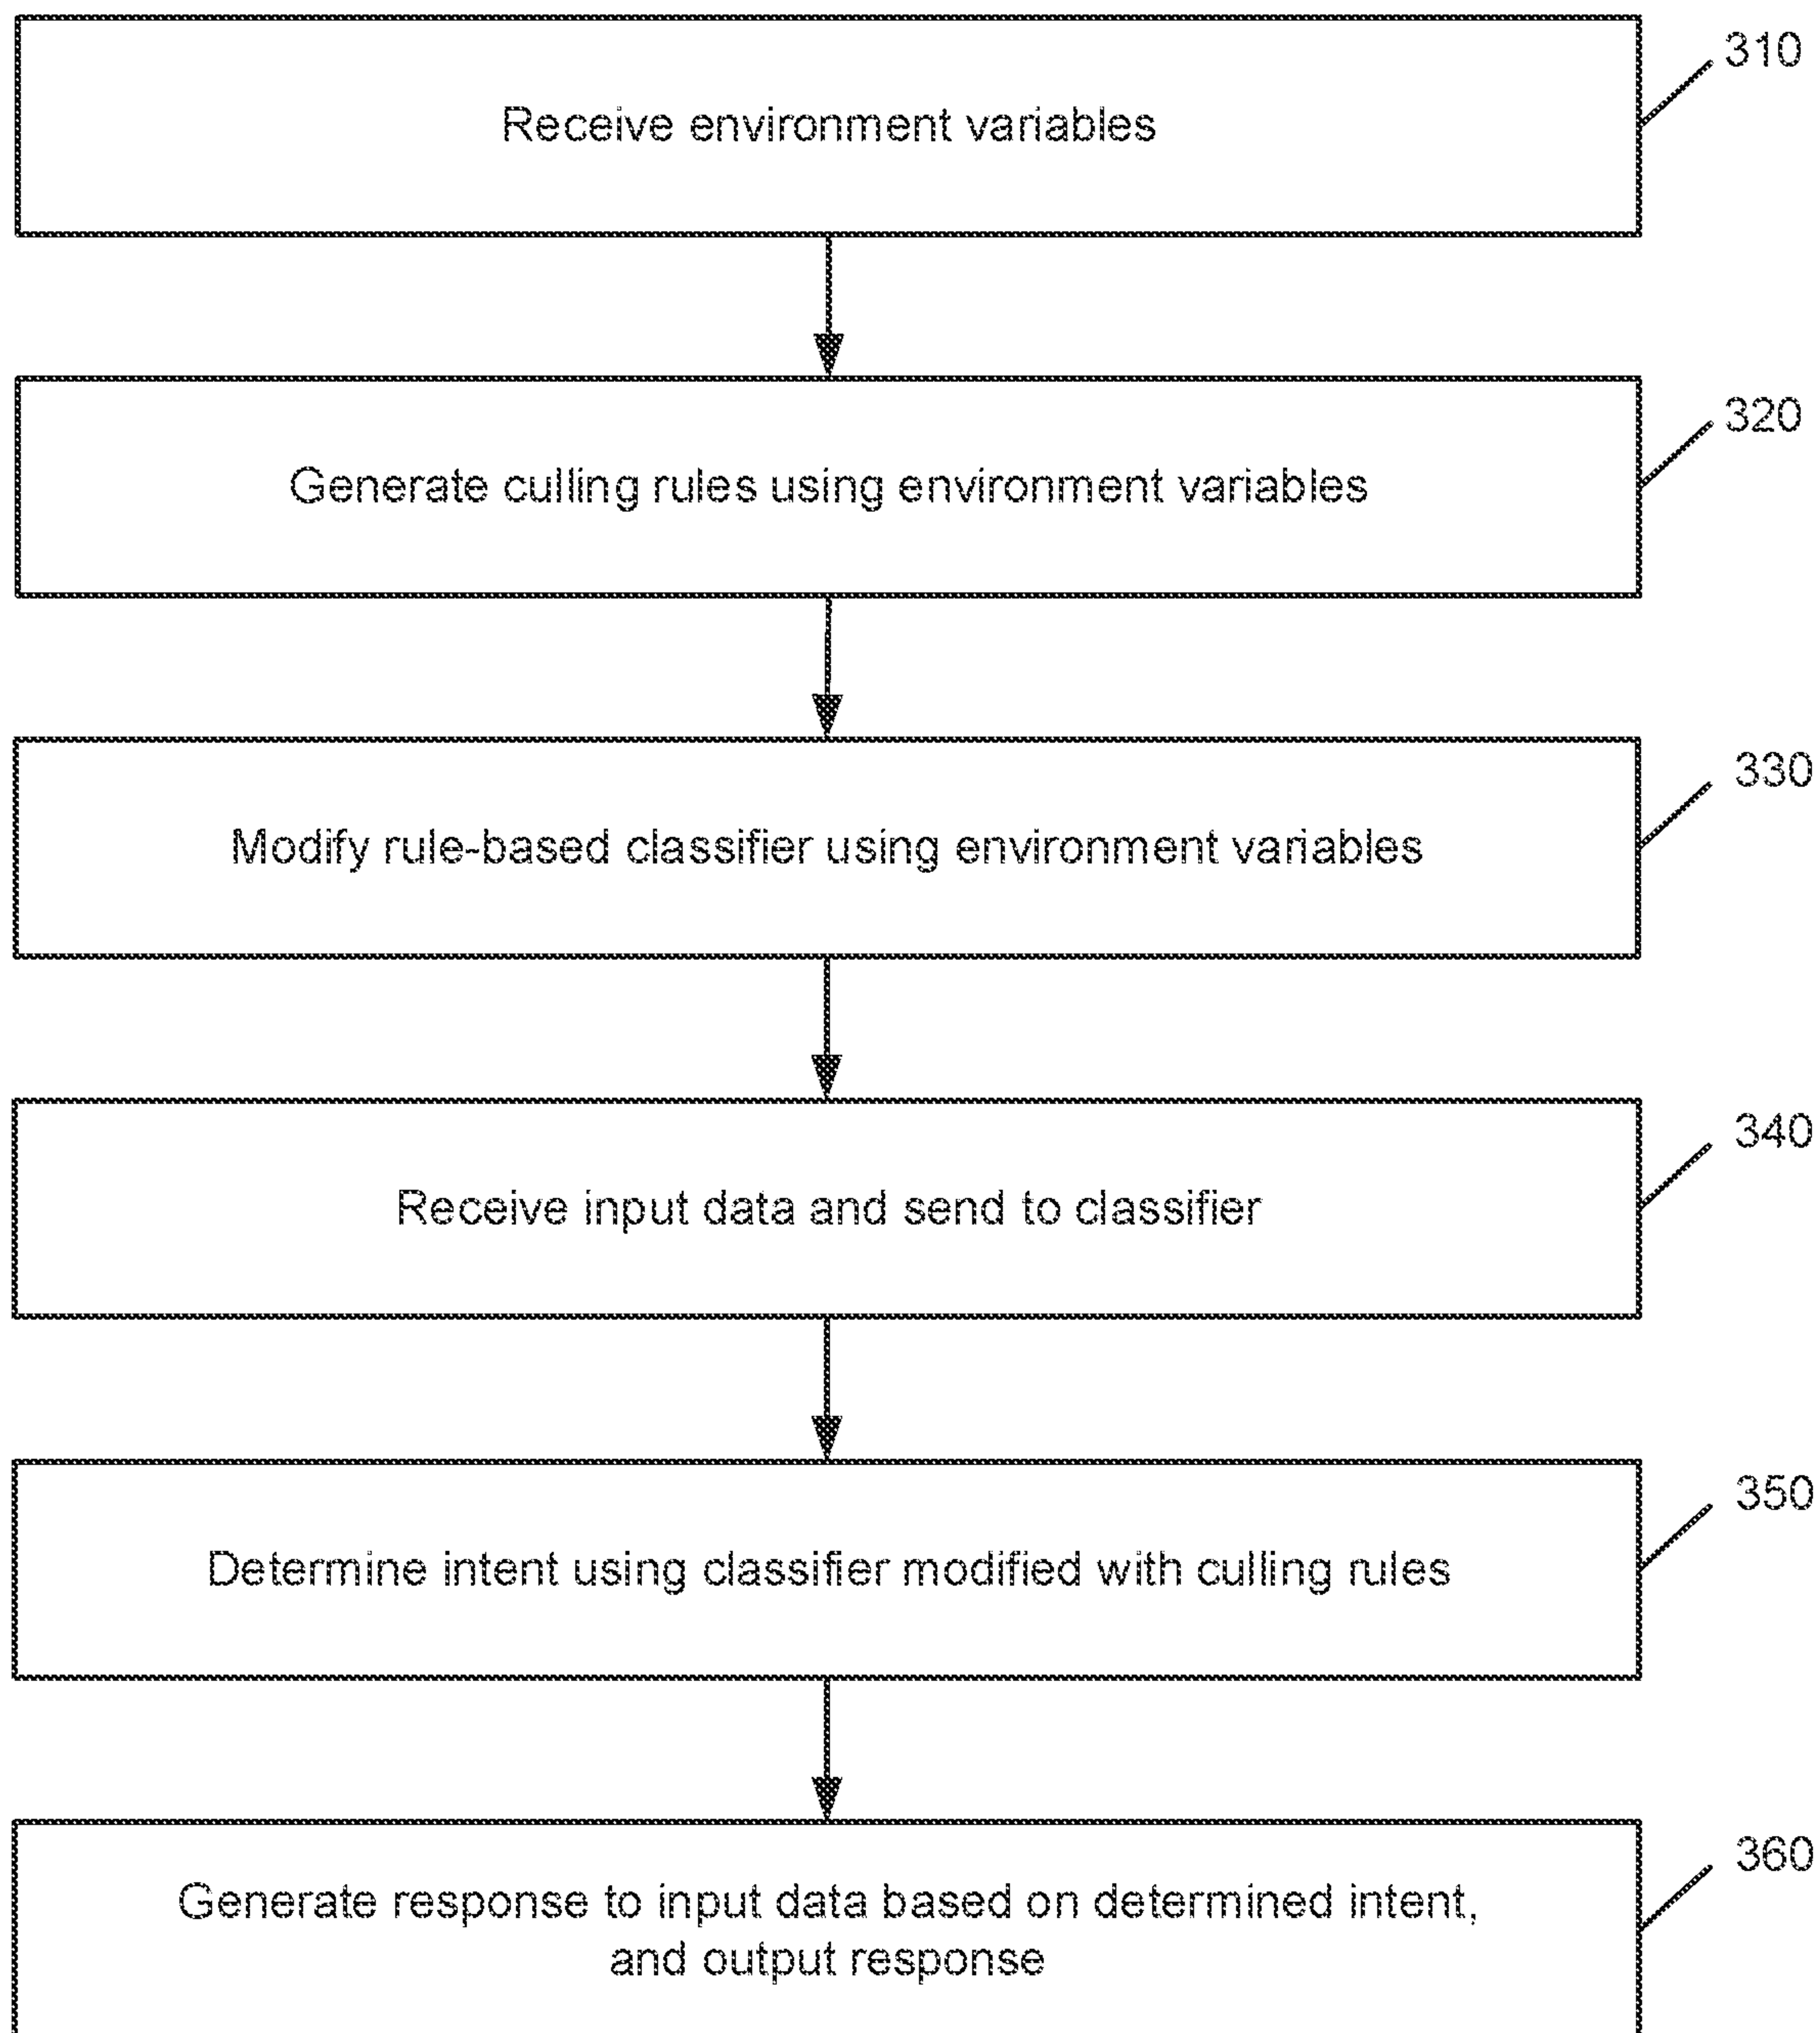 310
Receive environment variables
320
Generate culling rules using environment variables
330
Modify rule-based classifier using environment variables
340
Receive input data and send to classifier
350
Determine intent using classifier modified with culling rules
360
Generate response to input data based on determined intent,
and output response